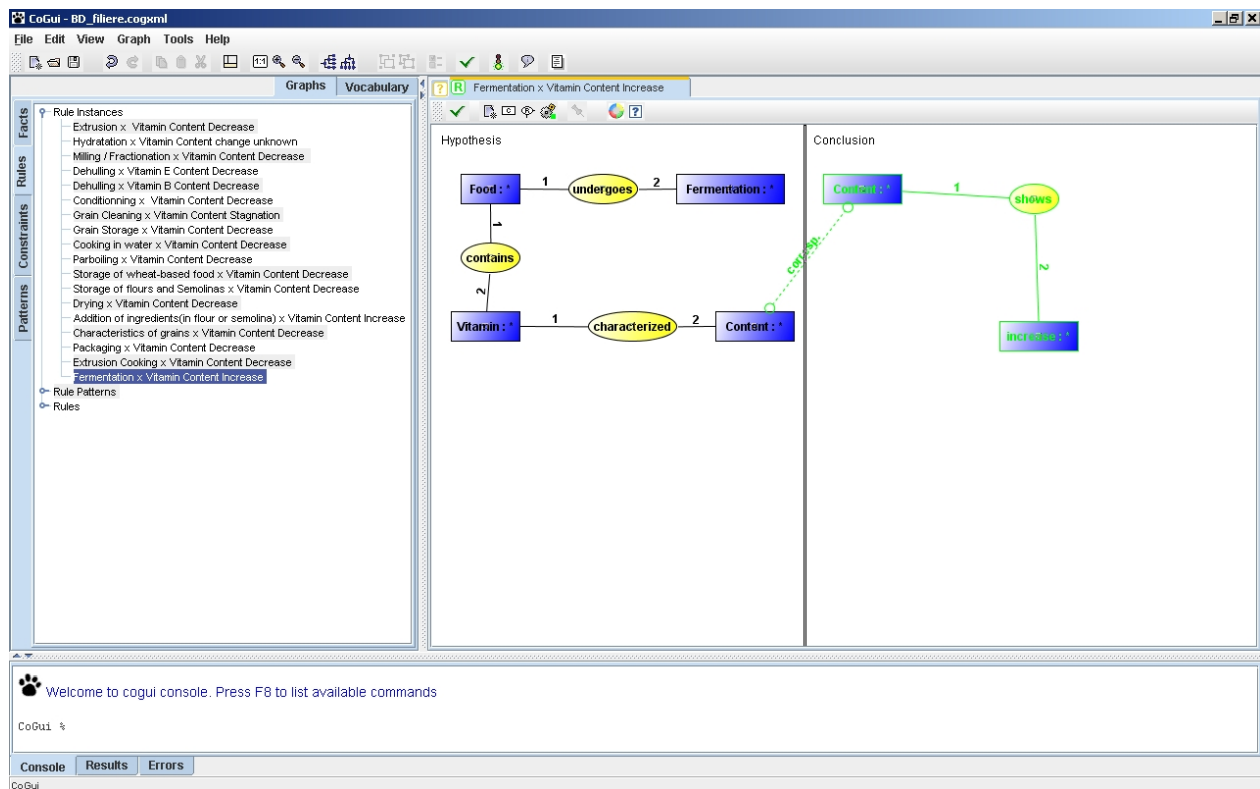 CoGui - BD_filiere.cogxml
File Edit View Graph Tools Help
1:1
Graphs Vocabulary
Facts
Rules
Constraints
Patterns
Rule Instances
Extrusion x Vitamin Content Decrease
Hydratation x Vitamin Content change unknown
Milling / Fractionation x Vitamin Content Decrease
Dehulling x Vitamin E Content Decrease
Dehulling x Vitamin B Content Decrease
Conditionning x Vitamin Content Decrease
Grain Cleaning x Vitamin Content Stagnation
Grain Storage x Vitamin Content Decrease
Cooking in water x Vitamin Content Decrease
Parboiling x Vitamin Content Decrease
Storage of wheat-based food x Vitamin Content Decrease
Storage of flours and Semolinas x Vitamin Content Decrease
Drying x Vitamin Content Decrease
Addition of ingredients(in flour or semolina) x Vitamin Content Increase
Characteristics of grains x Vitamin Content Decrease
Packaging x Vitamin Content Decrease
Extrusion Cooking x Vitamin Content Decrease
Fermentation x Vitamin Content Increase
Rule Patterns
Rules
? R Fermentation x Vitamin Content Increase
C R ?
Hypothesis
Food : * 1 undergoes 2 Fermentation : *
1
contains
2
Vitamin : * 1 characterized 2 Content : *
corresp.
Conclusion
Content : * 1 shows
2
increase : *
Welcome to cogui console. Press F8 to list available commands
CoGui %
Console Results Errors
CoGui